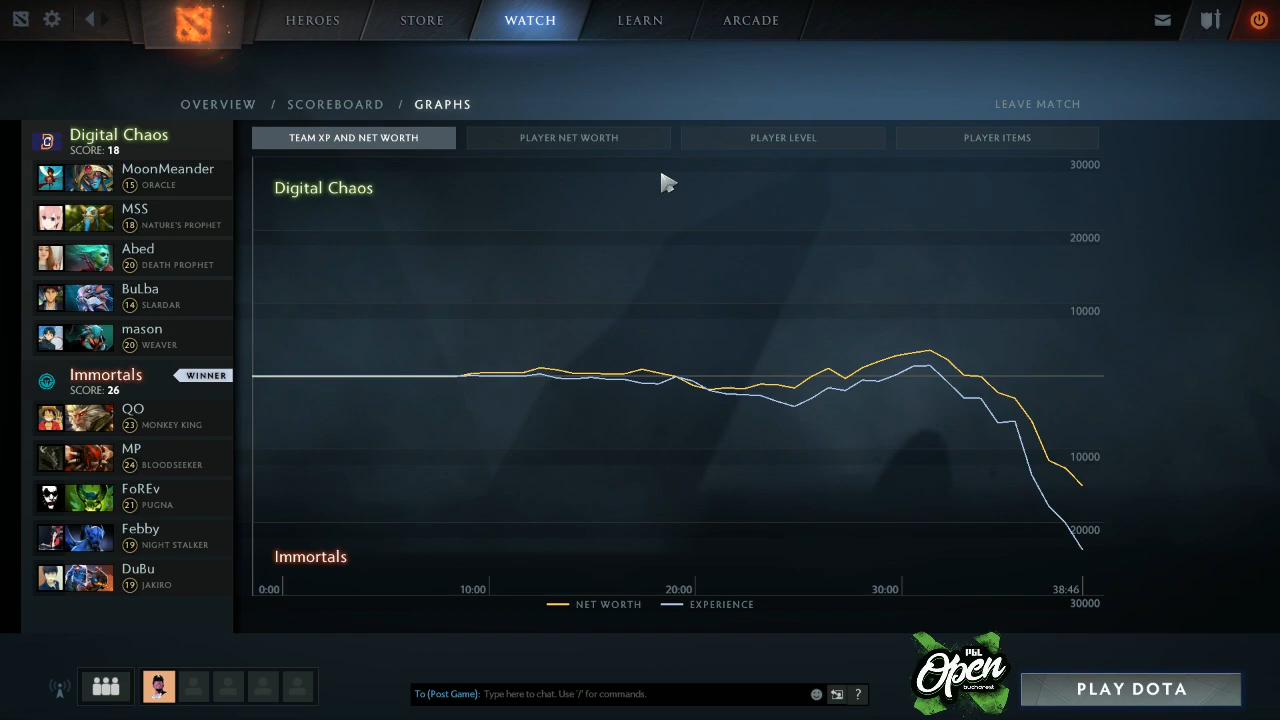 HEROES STORE WATCH LEARN ARCADE
OVERVIEW / SCOREBOARD / GRAPHS LEAVE MATCH
Digital Chaos
SCORE: 18
MoonMeander
15 ORACLE
MSS
18 NATURE'S PROPHET
Abed
20 DEATH PROPHET
BuLba
14 SLARDAR
mason
20 WEAVER
Immortals WINNER
SCORE: 26
QO
23 MONKEY KING
MP
24 BLOODSEEKER
FoREv
21 PUGNA
Febby
19 NIGHT STALKER
DuBu
19 JAKIRO
TEAM XP AND NET WORTH PLAYER NET WORTH PLAYER LEVEL PLAYER ITEMS
30000
Digital Chaos
20000
10000
10000
20000
Immortals
0:00 10:00 20:00 30:00 38:46
30000
NET WORTH EXPERIENCE
To (Post Game): Type here to chat. Use '/' for commands. ?
PGL
Open
bucharest
PLAY DOTA